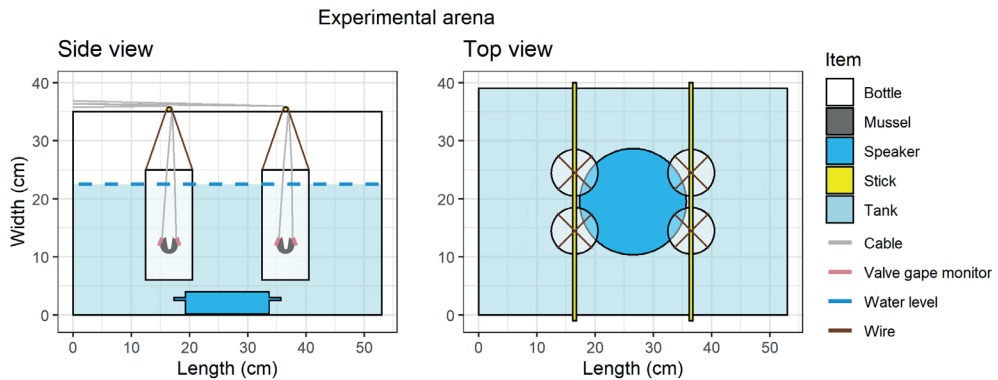 Experimental arena
Side view
Top view
Width (cm)
40
30
20
10
0
0 10 20 30 40 50
Length (cm)
40
30
20
10
0
0 10 20 30 40 50
Length (cm)
Item
Bottle
Mussel
Speaker
Stick
Tank
Cable
Valve gape monitor
Water level
Wire